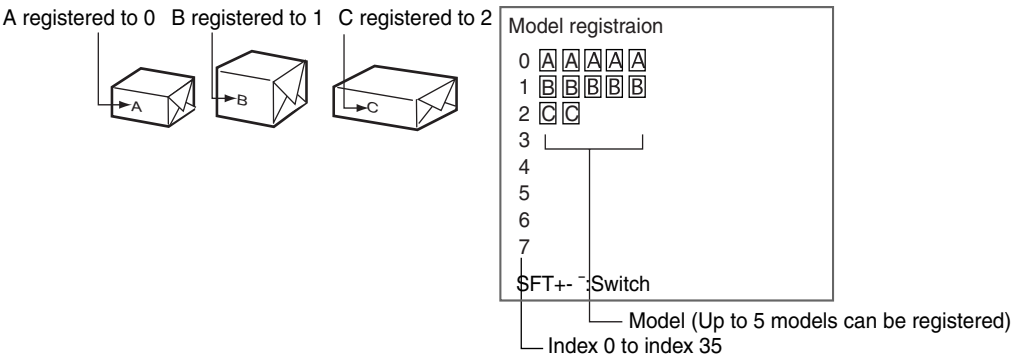 A registered to 0 B registered to 1 C registered to 2
A
B
C
Model registraion
0 A A A A A
1 B B B B B
2 C C
3
4
5
6
7
SFT+- ¯:Switch
Model (Up to 5 models can be registered)
Index 0 to index 35